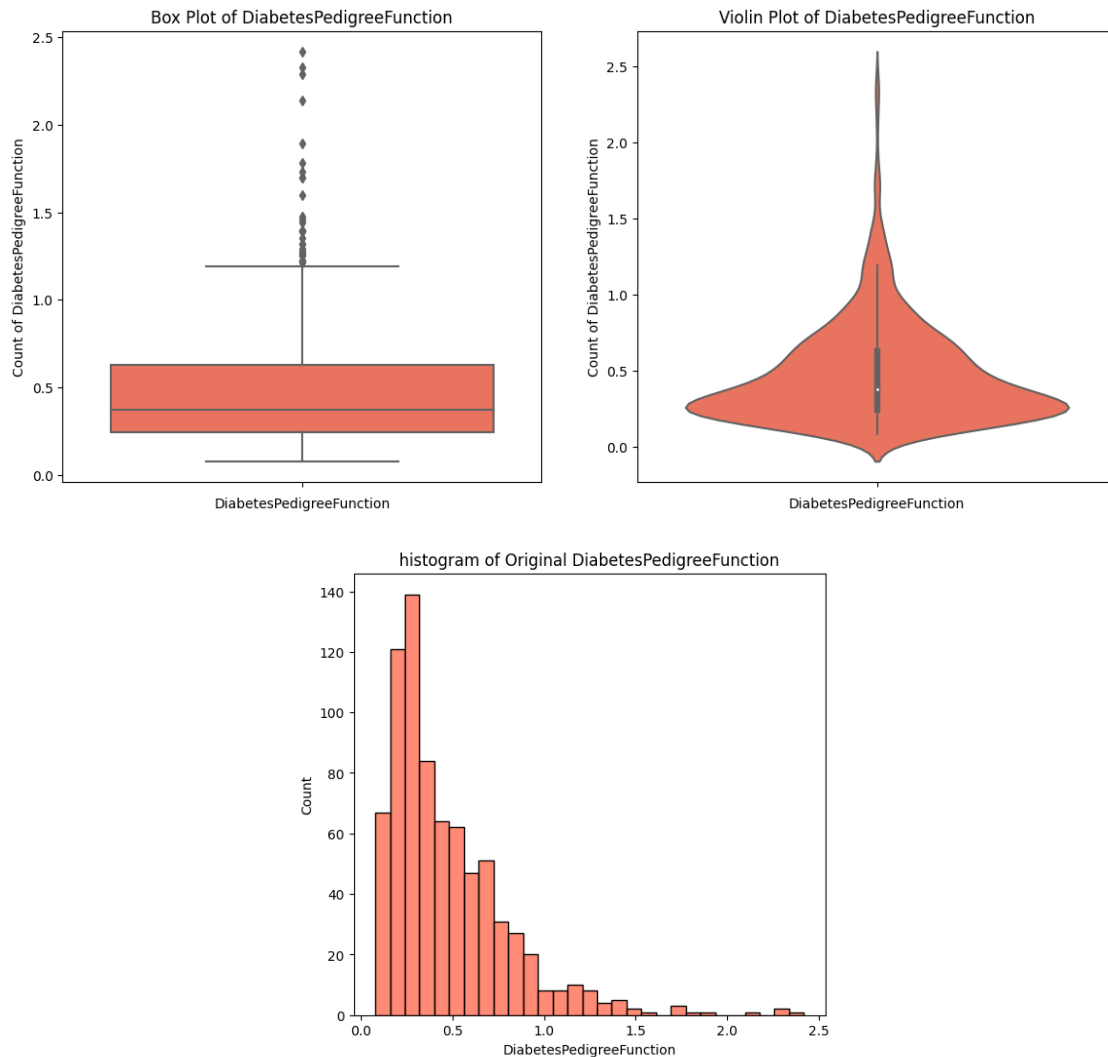 Box Plot of DiabetesPedigreeFunction
2.5
2.0
1.5
1.0
0.5
0.0
Count of DiabetesPedigreeFunction
DiabetesPedigreeFunction
Violin Plot of DiabetesPedigreeFunction
2.5
2.0
1.5
1.0
0.5
0.0
Count of DiabetesPedigreeFunction
DiabetesPedigreeFunction
histogram of Original DiabetesPedigreeFunction
140
120
100
80
60
40
20
0
Count
0.0 0.5 1.0 1.5 2.0 2.5
DiabetesPedigreeFunction